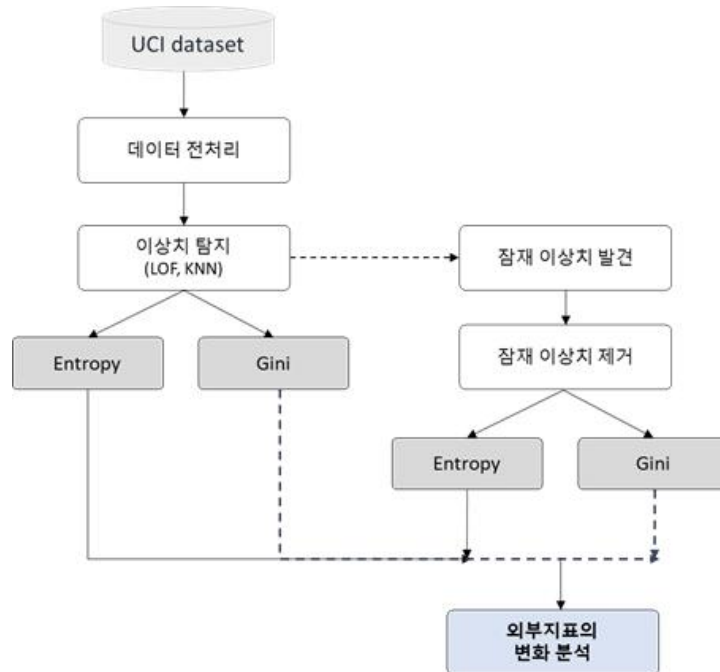 UCI dataset
데이터 전처리
이상치 탐지
(LOF, KNN)
잠재 이상치 발견
Entropy
Gini
잠재 이상치 제거
Entropy
Gini
외부지표의
변화 분석